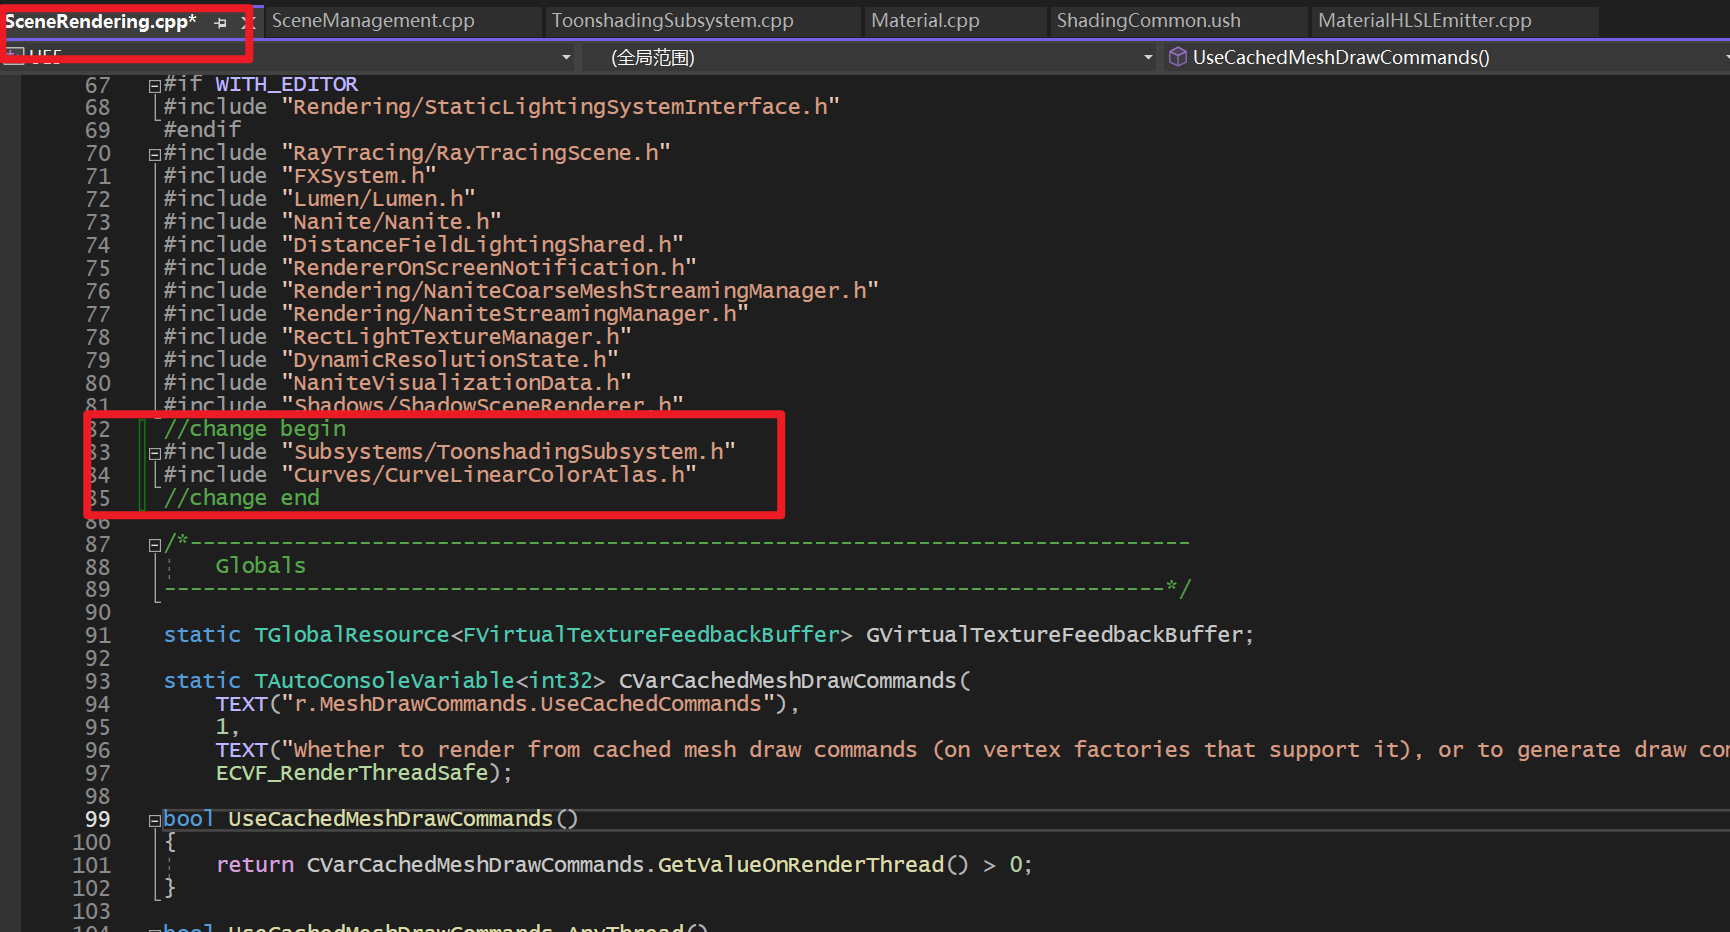 SceneRendering.cpp* SceneManagement.cpp ToonshadingSubsystem.cpp Material.cpp ShadingCommon.ush MaterialHLSLEmitter.cpp
UE5 (全局范围) UseCachedMeshDrawCommands()
67 #if WITH_EDITOR
68 #include "Rendering/StaticLightingSystemInterface.h"
69 #endif
70 #include "RayTracing/RayTracingScene.h"
71 #include "FXSystem.h"
72 #include "Lumen/Lumen.h"
73 #include "Nanite/Nanite.h"
74 #include "DistanceFieldLightingShared.h"
75 #include "RendererOnScreenNotification.h"
76 #include "Rendering/NaniteCoarseMeshStreamingManager.h"
77 #include "Rendering/NaniteStreamingManager.h"
78 #include "RectLightTextureManager.h"
79 #include "DynamicResolutionState.h"
80 #include "NaniteVisualizationData.h"
81 #include "Shadows/ShadowSceneRenderer.h"
82 //change begin
83 #include "Subsystems/ToonshadingSubsystem.h"
84 #include "Curves/CurveLinearColorAtlas.h"
85 //change end
86
87 /*-----------------------------------------------------------------------------
88 Globals
89 -----------------------------------------------------------------------------*/
90
91 static TGlobalResource<FVirtualTextureFeedbackBuffer> GVirtualTextureFeedbackBuffer;
92
93 static TAutoConsoleVariable<int32> CVarCachedMeshDrawCommands(
94 TEXT("r.MeshDrawCommands.UseCachedCommands"),
95 1,
96 TEXT("Whether to render from cached mesh draw commands (on vertex factories that support it), or to generate draw co
97 ECVF_RenderThreadSafe);
98
99 bool UseCachedMeshDrawCommands()
100 {
101 return CVarCachedMeshDrawCommands.GetValueOnRenderThread() > 0;
102 }
103
104 bool UseCachedMeshDrawCommands_AnyThread()